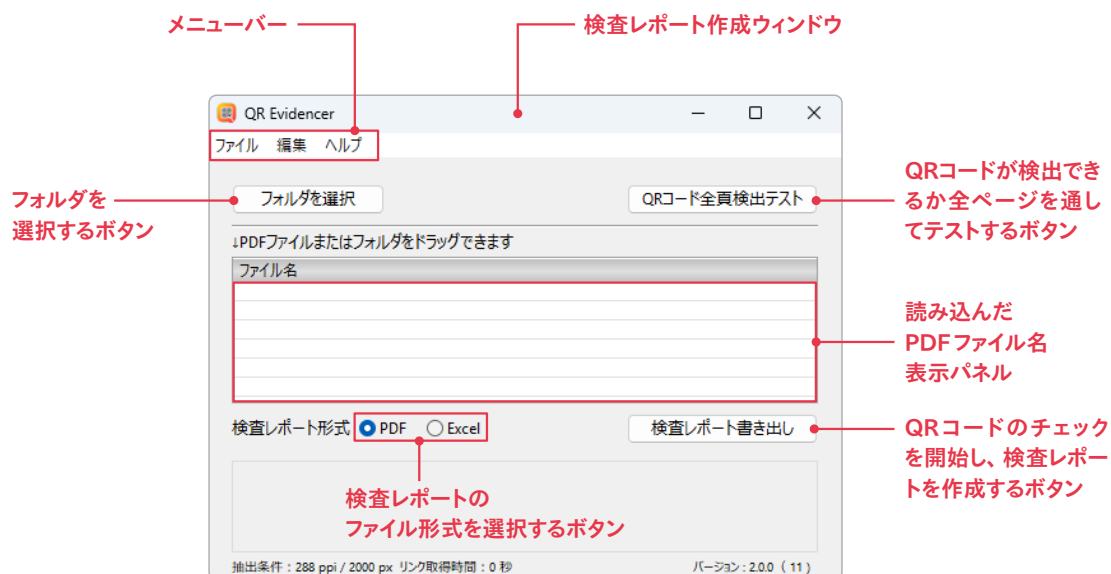 メニューバー
検査レポート作成ウィンドウ
QR Evidencer
ファイル 編集 ヘルプ
フォルダを
選択するボタン
フォルダを選択
QRコード全頁検出テスト
QRコードが検出でき
るか全ページを通し
てテストするボタン
↓PDFファイルまたはフォルダをドラッグできます
ファイル名
読み込んだ
PDFファイル名
表示パネル
検査レポート形式 PDF Excel
検査レポート書き出し
QRコードのチェック
を開始し、検査レポー
トを作成するボタン
検査レポートの
ファイル形式を選択するボタン
抽出条件：288 ppi / 2000 px リンク取得時間：0 秒
バージョン：2.0.0 （ 11 ）